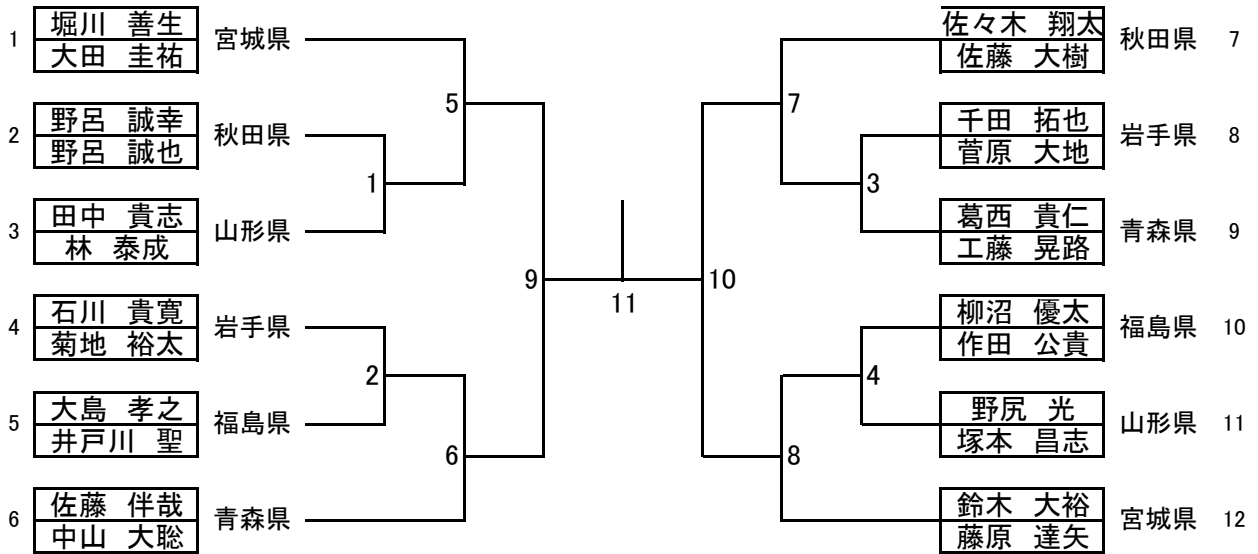 1 堀川 善生 宮城県
大田 圭祐
2 野呂 誠幸 秋田県
野呂 誠也
3 田中 貴志 山形県
林 泰成
4 石川 貴寛 岩手県
菊地 裕太
5 大島 孝之 福島県
井戸川 聖
6 佐藤 伴哉 青森県
中山 大聡
5
1
9
2
6
11
7
3
10
4
8
佐々木 翔太 秋田県 7
佐藤 大樹
千田 拓也 岩手県 8
菅原 大地
葛西 貴仁 青森県 9
工藤 晃路
柳沼 優太 福島県 10
作田 公貴
野尻 光 山形県 11
塚本 昌志
鈴木 大裕 宮城県 12
藤原 達矢